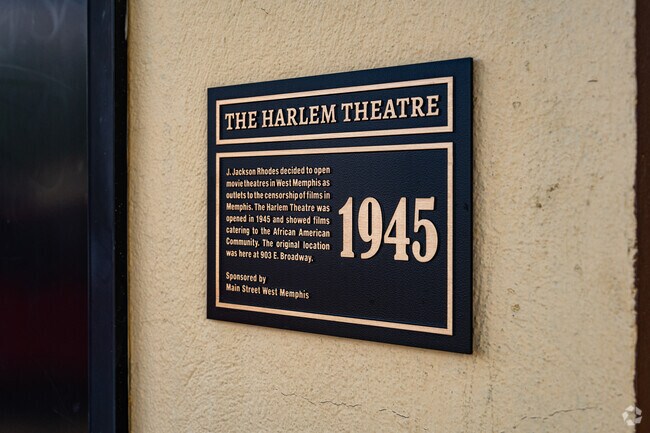 THE HARLEM THEATRE
J. Jackson Rhodes decided to open
movie theatres in West Memphis as
outlets to the censorship of films in
Memphis. The Harlem Theatre was
opened in 1945 and showed films
catering to the African American
Community. The original location
was here at 903 E. Broadway.
1945
Sponsored by
Main Street West Memphis